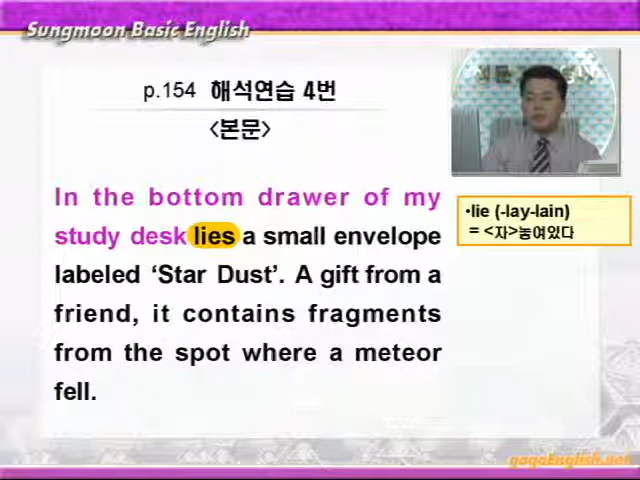 Sungmoon Basic English
p.154 해석연습 4번
<본문>
In the bottom drawer of my
study desk lies a small envelope
labeled ‘Star Dust’. A gift from a
friend, it contains fragments
from the spot where a meteor
fell.
•lie (-lay-lain)
= <자>놓여있다
gogoEnglish.net